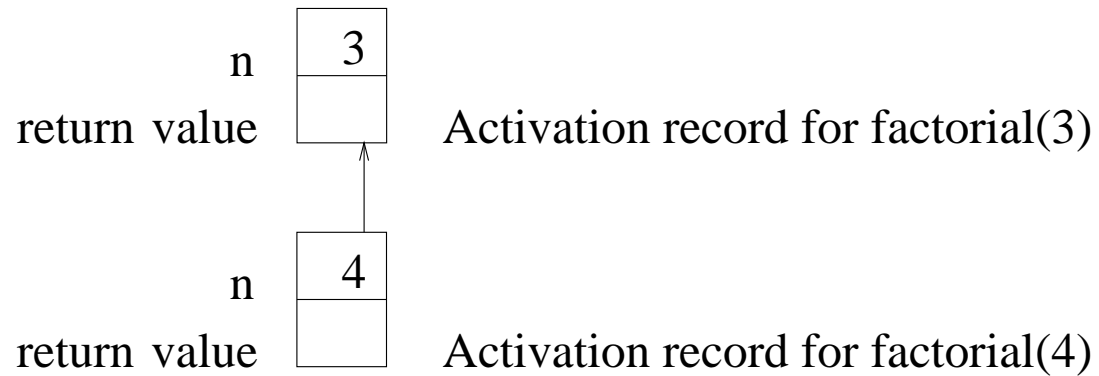 n 3
return value Activation record for factorial(3)
n 4
return value Activation record for factorial(4)